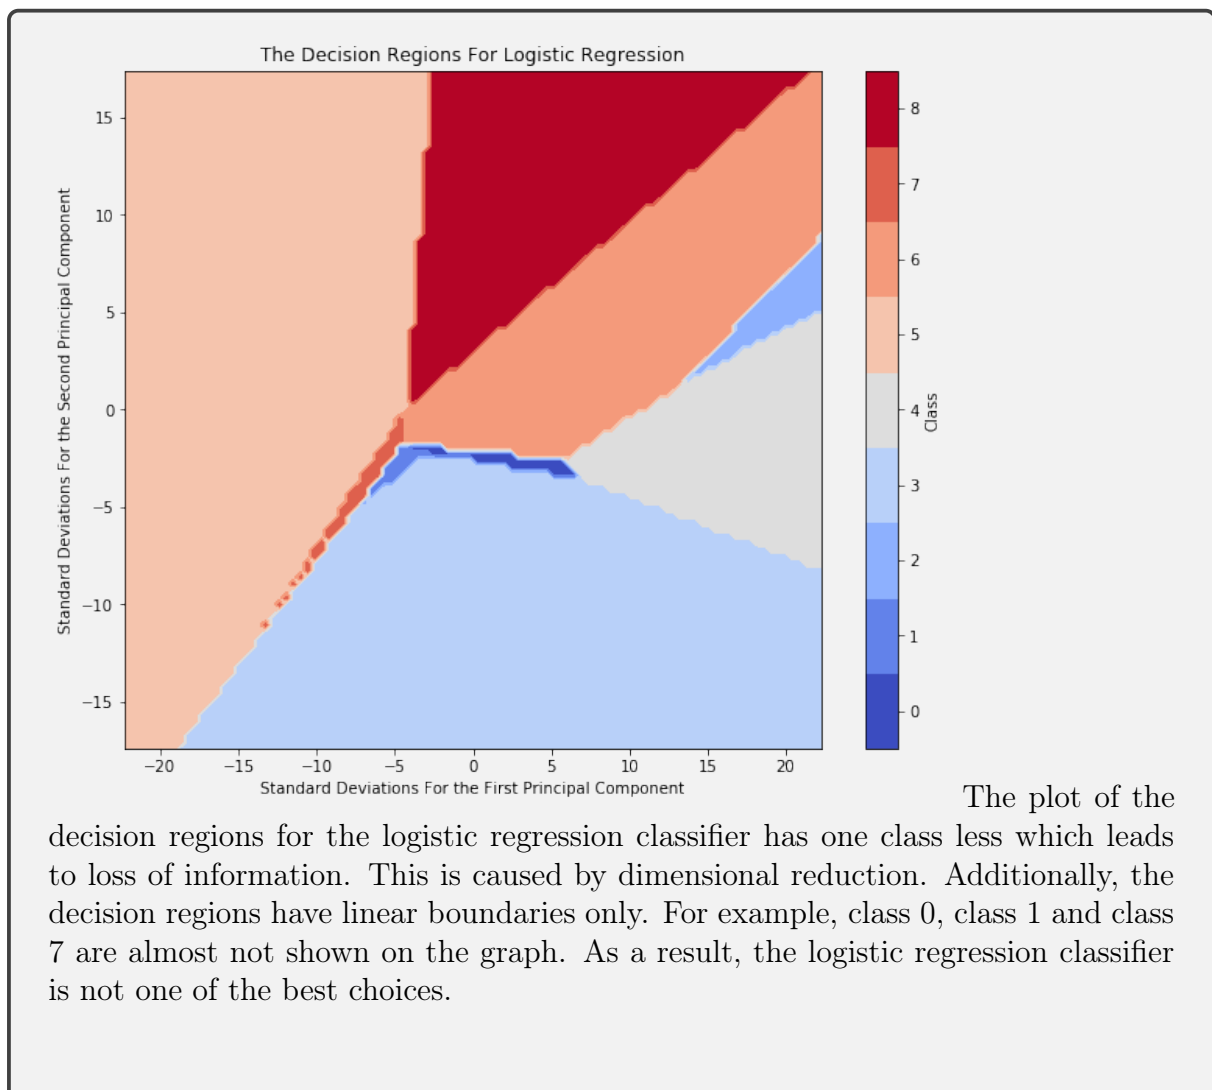 The Decision Regions For Logistic Regression
Standard Deviations For the Second Principal Component
15
10
5
0
−5
−10
−15
−20
−15
−10
−5
0
5
10
15
20
Standard Deviations For the First Principal Component
8
7
6
5
4
3
2
1
0
Class
The plot of the
decision regions for the logistic regression classifier has one class less which leads
to loss of information. This is caused by dimensional reduction. Additionally, the
decision regions have linear boundaries only. For example, class 0, class 1 and class
7 are almost not shown on the graph. As a result, the logistic regression classifier
is not one of the best choices.